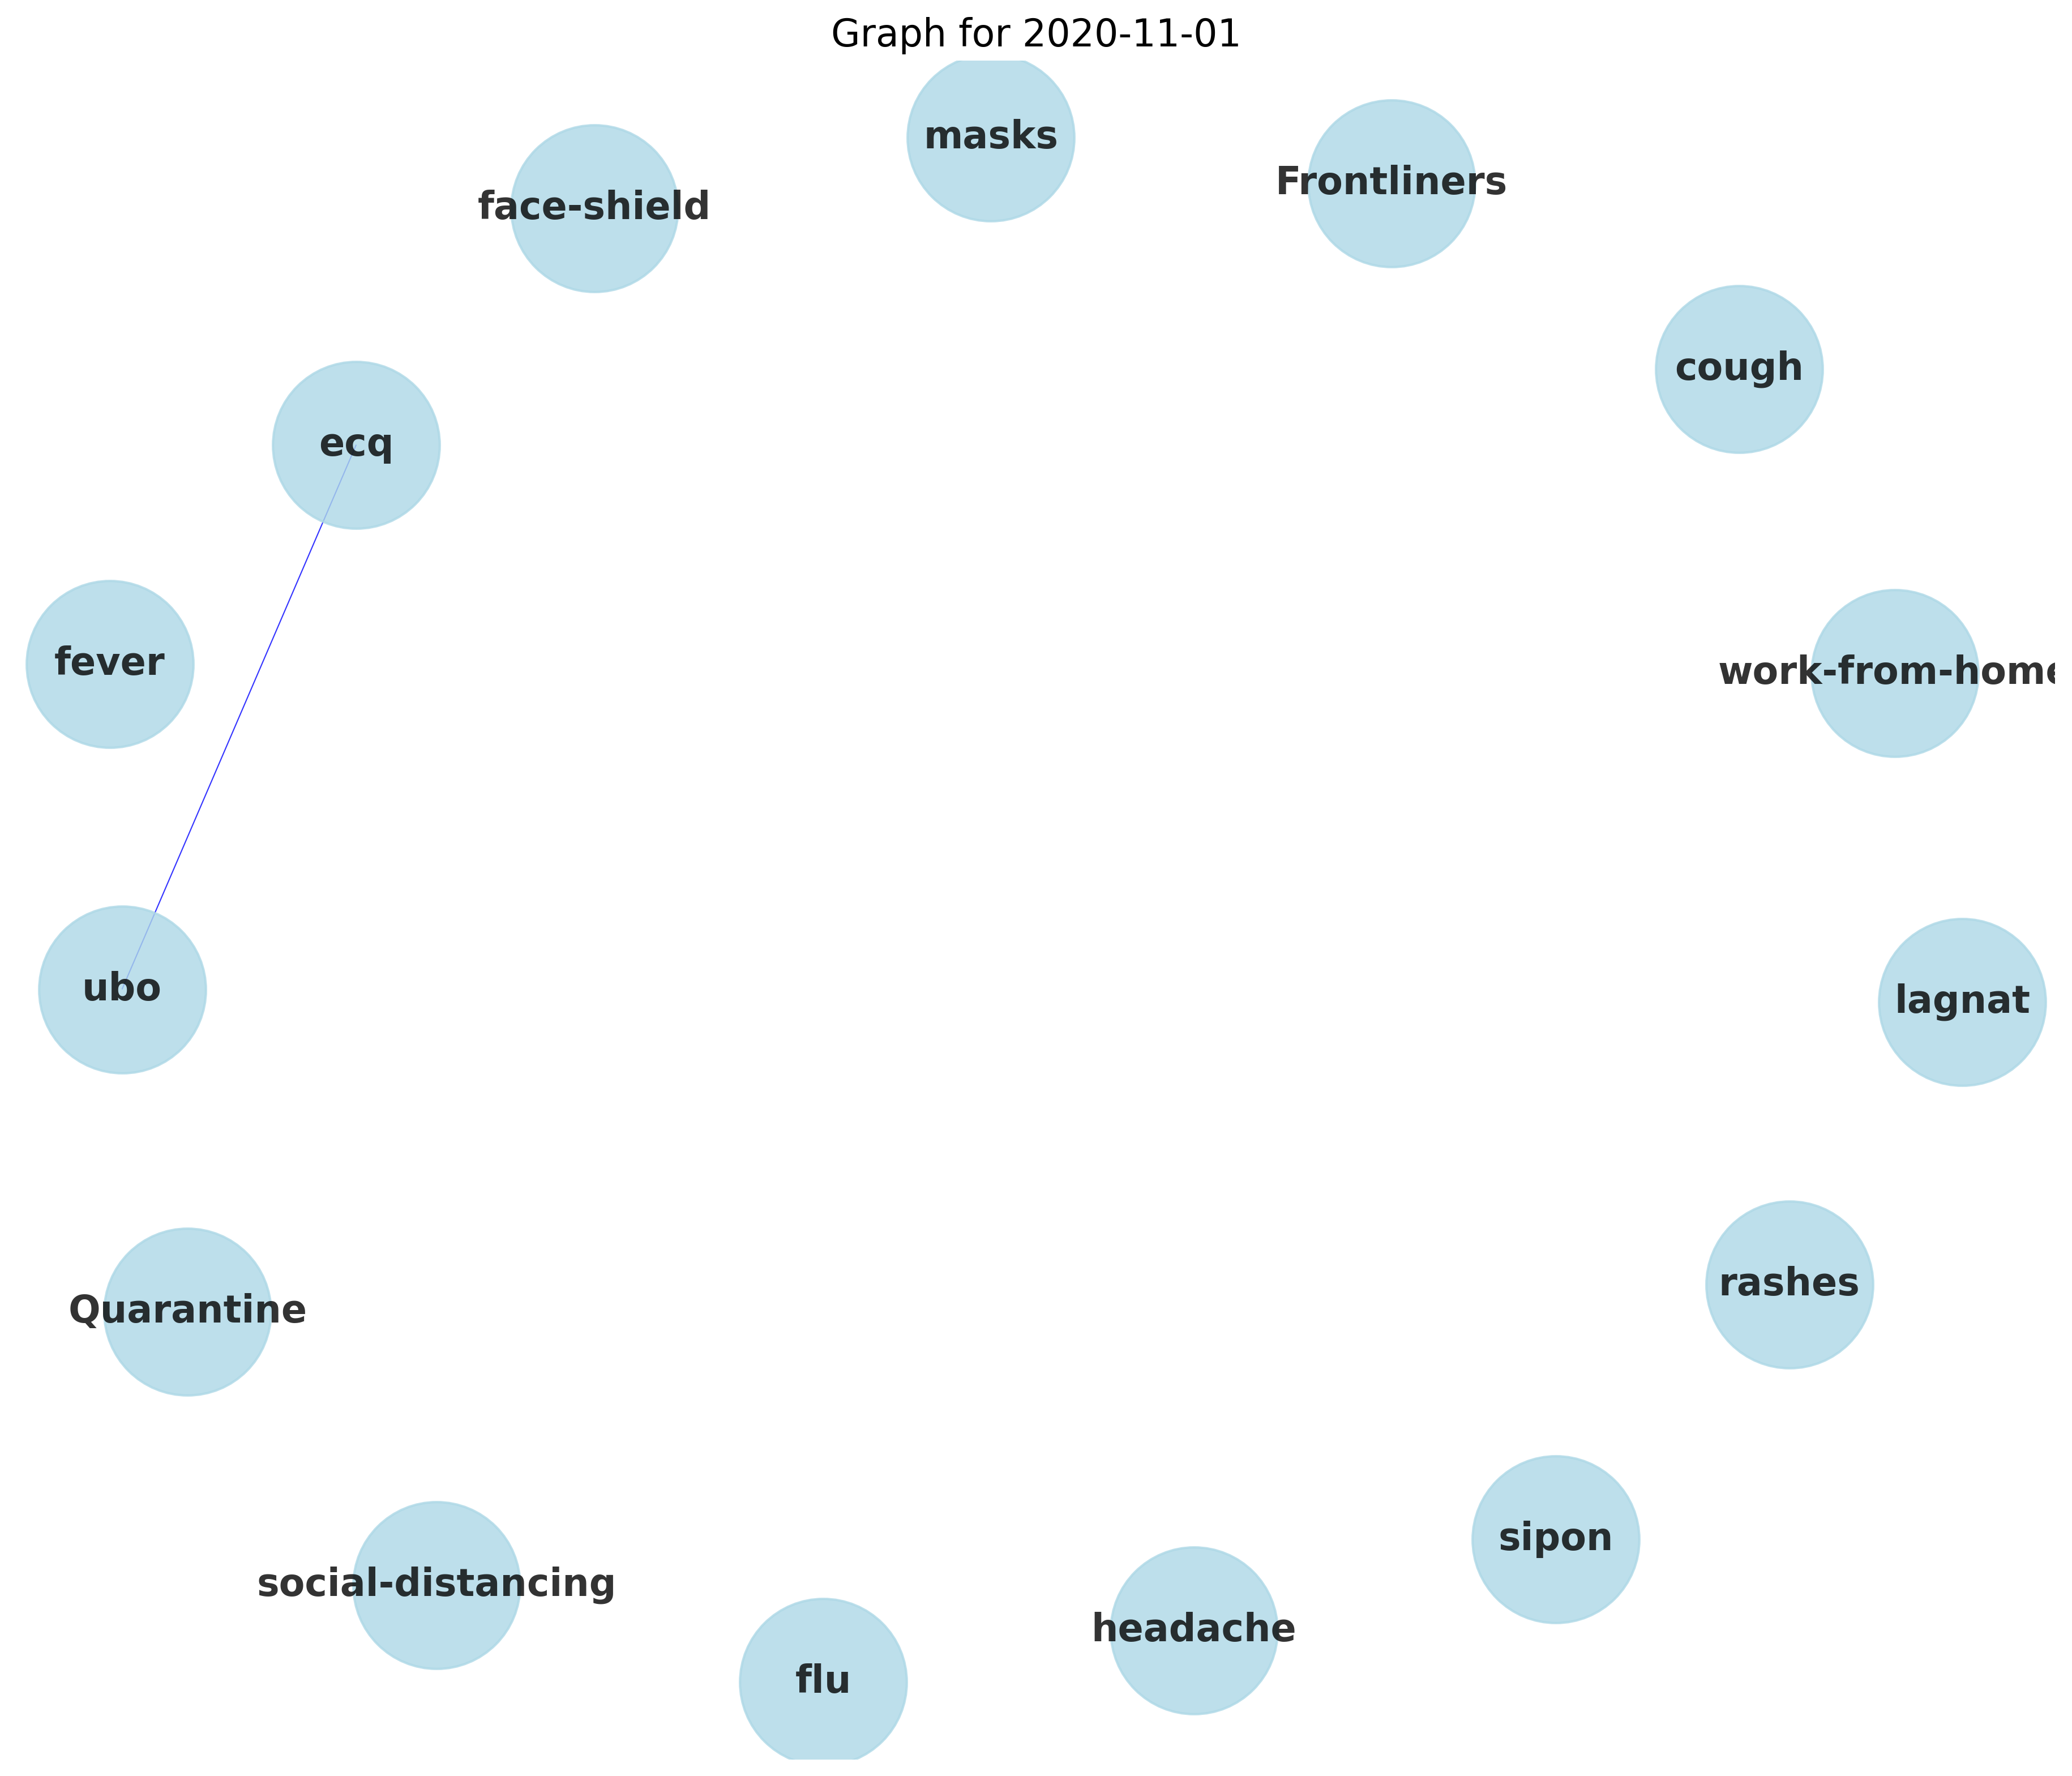 Graph for 2020-11-01
masks
Frontliners
face-shield
cough
ecq
fever
work-from-home
ubo
lagnat
rashes
Quarantine
sipon
social-distancing
headache
flu